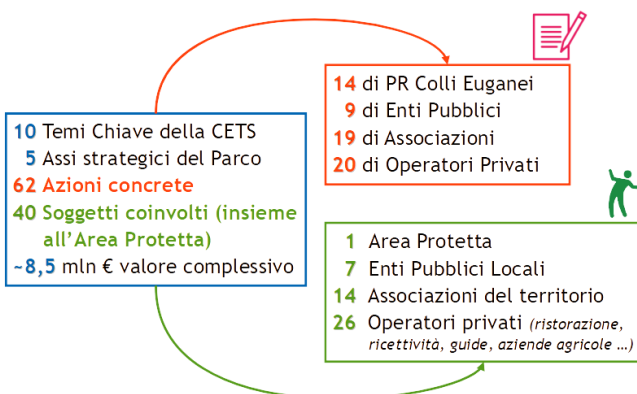 10 Temi Chiave della CETS
5 Assi strategici del Parco
62 Azioni concrete
40 Soggetti coinvolti (insieme
all'Area Protetta)
~8,5 mln € valore complessivo
14 di PR Colli Euganei
9 di Enti Pubblici
19 di Associazioni
20 di Operatori Privati
1 Area Protetta
7 Enti Pubblici Locali
14 Associazioni del territorio
26 Operatori privati (ristorazione,
ricettività, guide, aziende agricole ...)